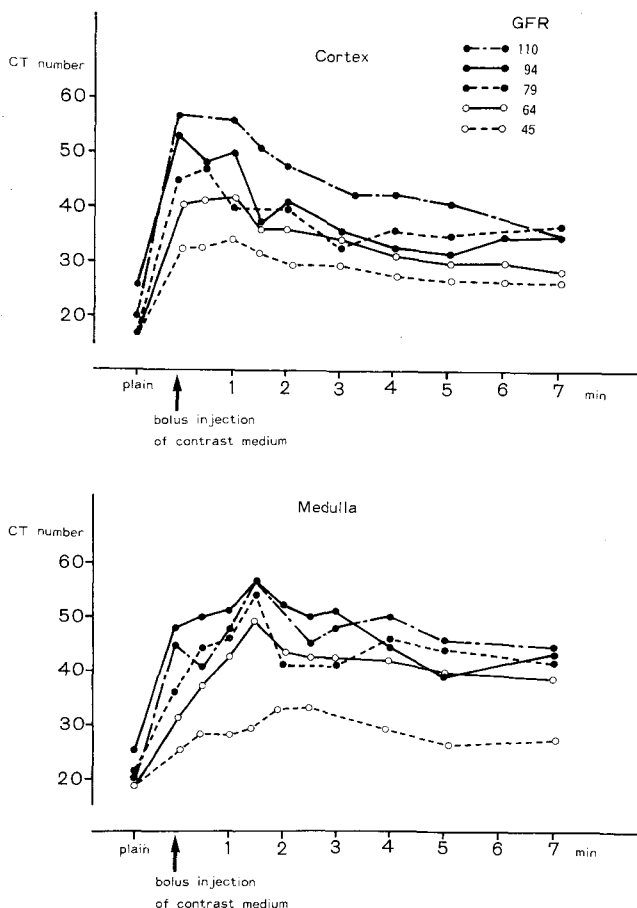 GFR
CT number
Cortex
110
94
79
64
45
60
50
40
30
20
plain 1 2 3 4 5 6 7 min
bolus injection
of contrast medium
Medulla
CT number
60
50
40
30
20
plain 1 2 3 4 5 6 7 min
bolus injection
of contrast medium